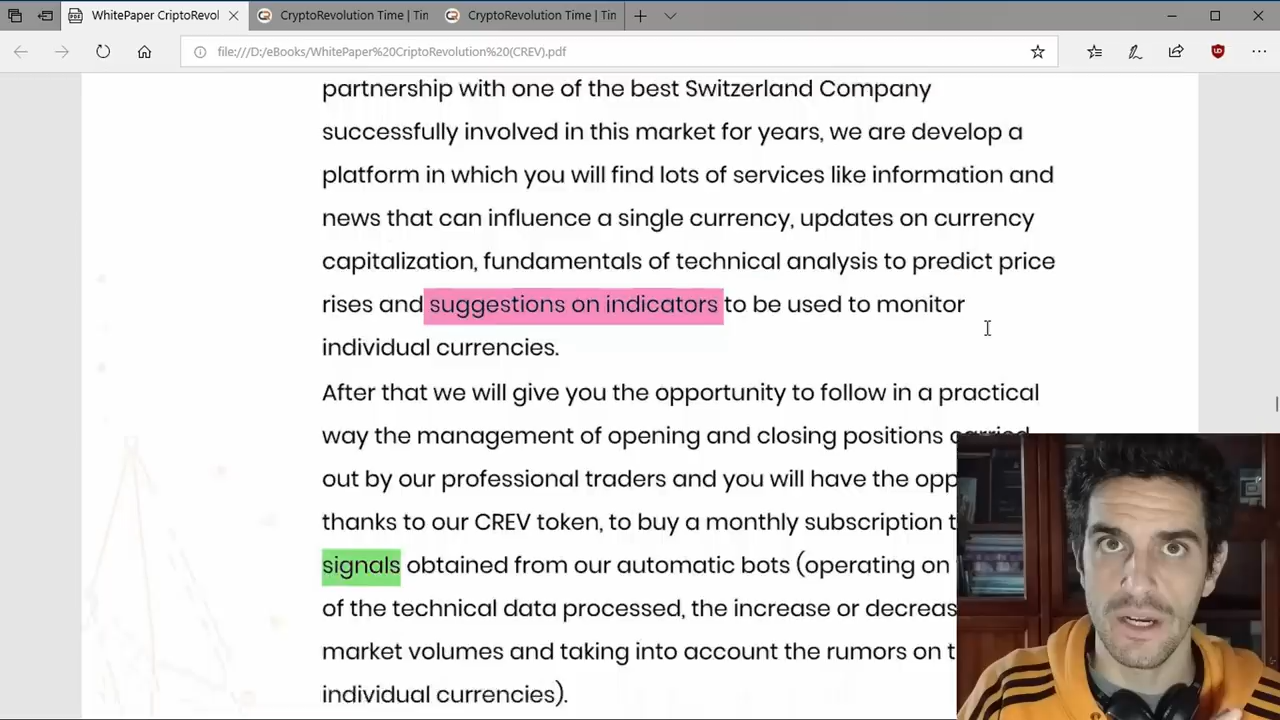 WhitePaper CriptoRevol
CryptoRevolution Time | Tin
CryptoRevolution Time | Tin
file:///D:/eBooks/WhitePaper%20CriptoRevolution%20(CREV).pdf
partnership with one of the best Switzerland Company
successfully involved in this market for years, we are develop a
platform in which you will find lots of services like information and
news that can influence a single currency, updates on currency
capitalization, fundamentals of technical analysis to predict price
rises and suggestions on indicators to be used to monitor
individual currencies.
After that we will give you the opportunity to follow in a practical
way the management of opening and closing positions carried
out by our professional traders and you will have the opp
thanks to our CREV token, to buy a monthly subscription t
signals obtained from our automatic bots (operating on
of the technical data processed, the increase or decreas
market volumes and taking into account the rumors on t
individual currencies).